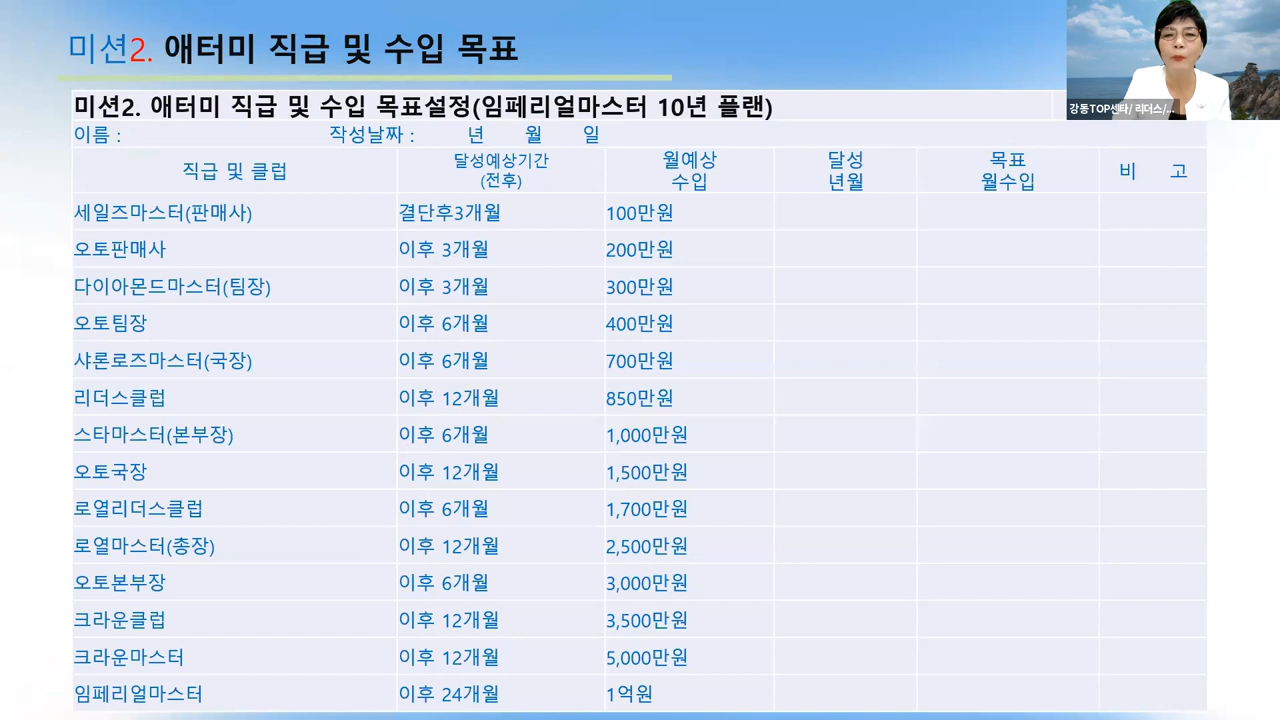 미션2. 애터미 직급 및 수입 목표
강동TOP센타/ 리더스/...
미션2. 애터미 직급 및 수입 목표설정(임페리얼마스터 10년 플랜)
이름 : 작성날짜 : 년 월 일
직급 및 클럽 달성예상기간 (전후) 월예상 수입 달성 년월 목표 월수입 비 고
세일즈마스터(판매사) 결단후3개월 100만원
오토판매사 이후 3개월 200만원
다이아몬드마스터(팀장) 이후 3개월 300만원
오토팀장 이후 6개월 400만원
샤론로즈마스터(국장) 이후 6개월 700만원
리더스클럽 이후 12개월 850만원
스타마스터(본부장) 이후 6개월 1,000만원
오토국장 이후 12개월 1,500만원
로열리더스클럽 이후 6개월 1,700만원
로열마스터(총장) 이후 12개월 2,500만원
오토본부장 이후 6개월 3,000만원
크라운클럽 이후 12개월 3,500만원
크라운마스터 이후 12개월 5,000만원
임페리얼마스터 이후 24개월 1억원